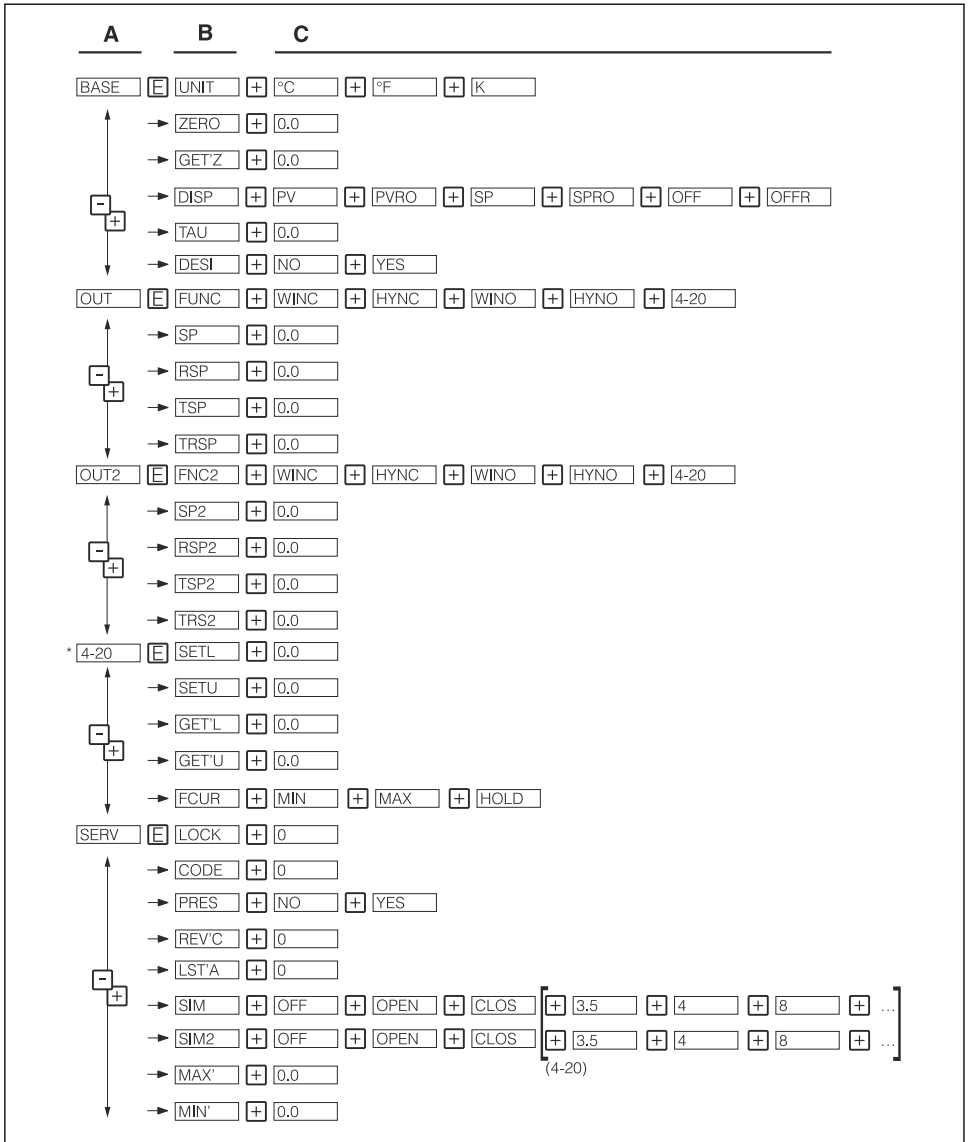 A B C
BASE E UNIT + °C + °F + K
ZERO + 0.0
GET'Z + 0.0
DISP + PV + PVRO + SP + SPRO + OFF + OFFR
- +
TAU + 0.0
DESI + NO + YES
OUT E FUNC + WINC + HYNC + WINO + HYNO + 4-20
SP + 0.0
RSP + 0.0
- +
TSP + 0.0
TRSP + 0.0
OUT2 E FNC2 + WINC + HYNC + WINO + HYNO + 4-20
SP2 + 0.0
RSP2 + 0.0
- +
TSP2 + 0.0
TRS2 + 0.0
* 4-20 E SETL + 0.0
SETU + 0.0
GET'L + 0.0
- +
GET'U + 0.0
FCUR + MIN + MAX + HOLD
SERV E LOCK + 0
CODE + 0
PRES + NO + YES
REV'C + 0
LST'A + 0
- +
SIM + OFF + OPEN + CLOS [ + 3.5 + 4 + 8 + ... ]
SIM2 + OFF + OPEN + CLOS [ + 3.5 + 4 + 8 + ... ]
(4-20)
MAX' + 0.0
MIN' + 0.0